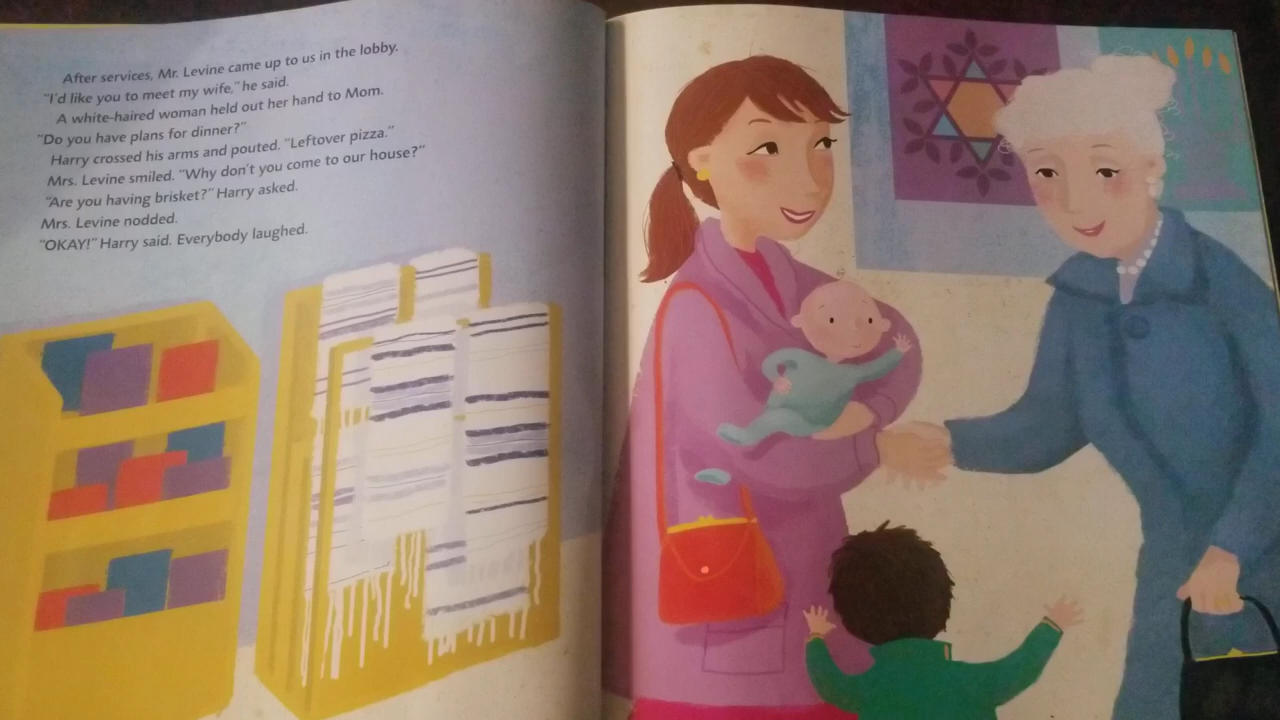 After services, Mr. Levine came up to us in the lobby.
"I'd like you to meet my wife," he said.
A white-haired woman held out her hand to Mom.
"Do you have plans for dinner?"
Harry crossed his arms and pouted. "Leftover pizza."
Mrs. Levine smiled. "Why don't you come to our house?"
"Are you having brisket?" Harry asked.
Mrs. Levine nodded.
"OKAY!" Harry said. Everybody laughed.